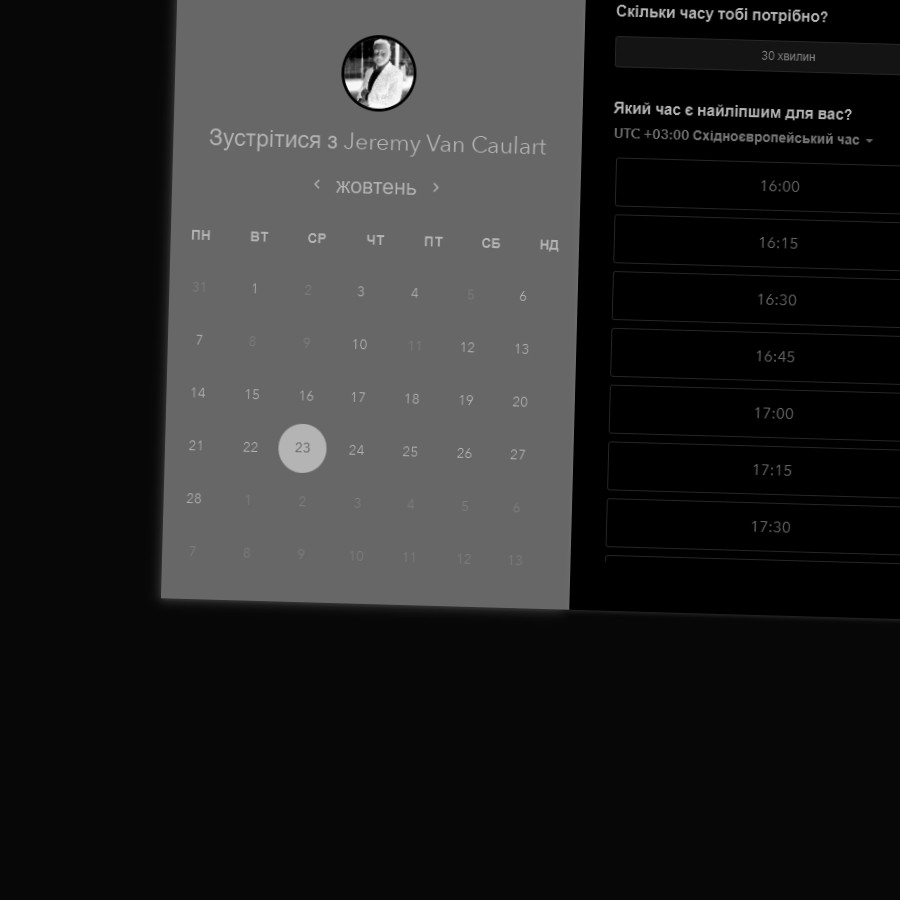 Зустрітися з Jeremy Van Caulart
‹ жовтень ›
ПН ВТ СР ЧТ ПТ СБ НД
31 1 2 3 4 5 6
7 8 9 10 11 12 13
14 15 16 17 18 19 20
21 22 23 24 25 26 27
28 1 2 3 4 5 6
7 8 9 10 11 12 13
Скільки часу тобі потрібно?
30 хвилин
Який час є найліпшим для вас?
UTC +03:00 Східноєвропейський час
16:00
16:15
16:30
16:45
17:00
17:15
17:30